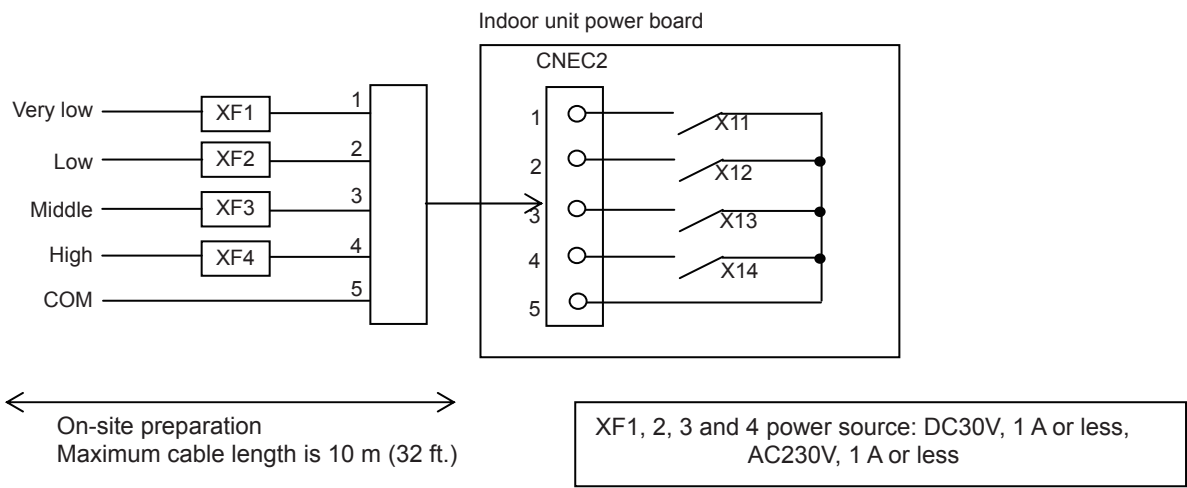 Indoor unit power board
CNEC2
Very low
XF1
1
1
X11
Low
XF2
2
2
X12
Middle
XF3
3
3
X13
High
XF4
4
4
X14
COM
5
5
On-site preparation
Maximum cable length is 10 m (32 ft.)
XF1, 2, 3 and 4 power source: DC30V, 1 A or less,
AC230V, 1 A or less